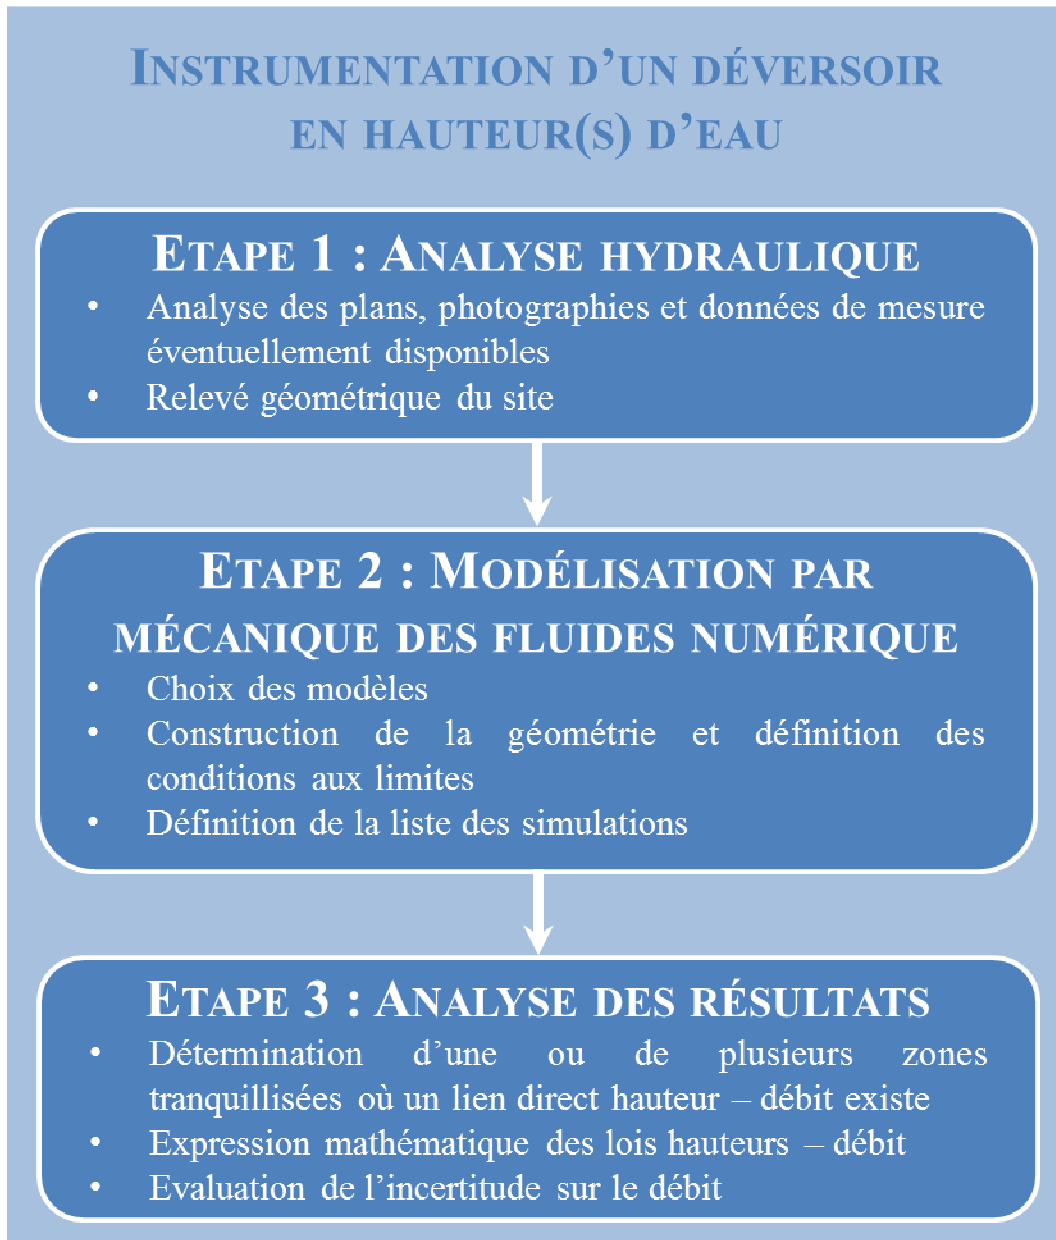 INSTRUMENTATION D’UN DÉVERSOIR
EN HAUTEUR(S) D’EAU
ETAPE 1 : ANALYSE HYDRAULIQUE
• Analyse des plans, photographies et données de mesure
éventuellement disponibles
• Relevé géométrique du site
ETAPE 2 : MODÉLISATION PAR
MÉCANIQUE DES FLUIDES NUMÉRIQUE
• Choix des modèles
• Construction de la géométrie et définition des
conditions aux limites
• Définition de la liste des simulations
ETAPE 3 : ANALYSE DES RÉSULTATS
• Détermination d’une ou de plusieurs zones
tranquillisées où un lien direct hauteur – débit existe
• Expression mathématique des lois hauteurs – débit
• Evaluation de l’incertitude sur le débit